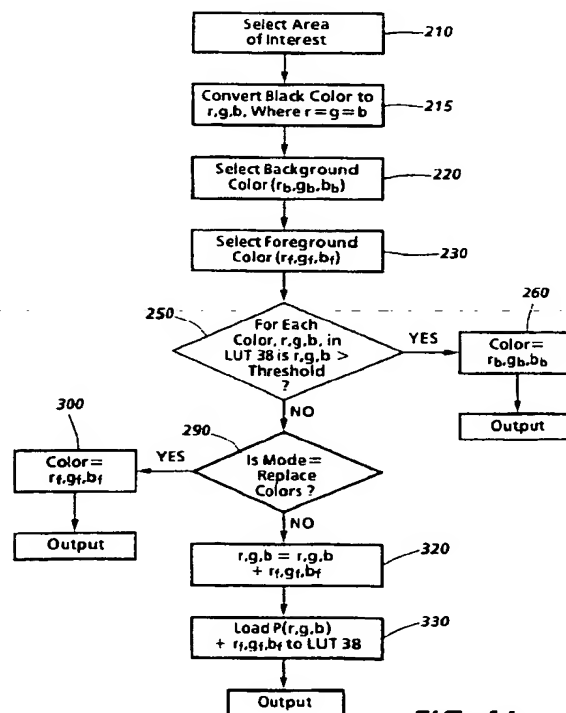 Select Area
of Interest
210
Convert Black Color to
r,g,b, Where r=g=b
215
Select Background
Color (rb,gb,bb)
220
Select Foreground
Color (rf,gf,bf)
230
250
For Each
Color, r,g,b, in
LUT 38 is r,g,b >
Threshold
?
YES
260
Color=
rb,gb,bb
Output
NO
290
Is Mode=
Replace
Colors ?
YES
300
Color=
rf,gf,bf
Output
NO
r,g,b = r,g,b
+ rf,gf,bf
320
Load P(r,g,b)
+ rf,gf,bf to LUT 38
330
Output